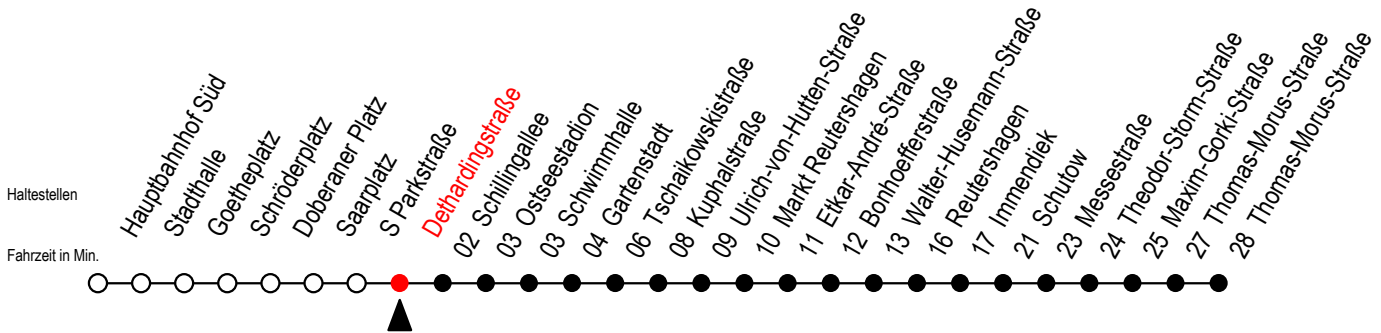 Haltestellen
Fahrzeit in Min.
Hauptbahnhof Süd
Stadthalle
Goetheplatz
Schröderplatz
Doberaner Platz
Saarplatz
S Parkstraße
Dethardingstraße
02 Schillingallee
03 Ostseestadion
03 Schwimmhalle
04 Gartenstadt
06 Tschaikowskistraße
08 Kuphalstraße
09 Ulrich-von-Hutten-Straße
10 Markt Reutershagen
11 Etkar-André-Straße
12 Bonhoefferstraße
13 Walter-Husemann-Straße
16 Reutershagen
17 Immendiek
21 Schutow
23 Messestraße
24 Theodor-Storm-Straße
25 Maxim-Gorki-Straße
27 Thomas-Morus-Straße
28 Thomas-Morus-Straße